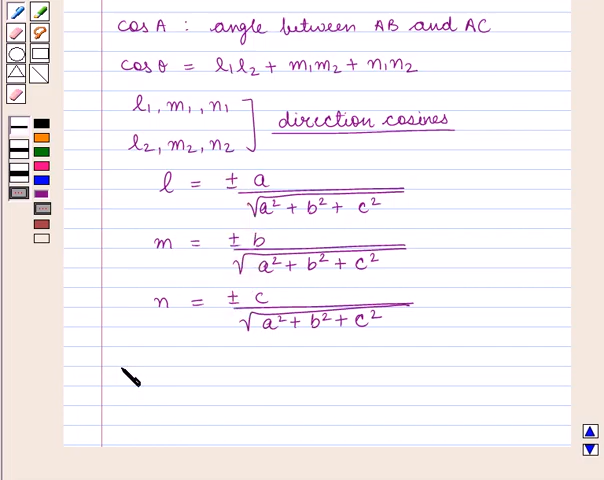 cos A : angle between AB and AC
cos θ = l₁l₂ + m₁m₂ + n₁n₂
l₁, m₁, n₁
l₂, m₂, n₂ ] direction cosines
l = ± a / √a² + b² + c²
m = ± b / √a² + b² + c²
n = ± c / √a² + b² + c²